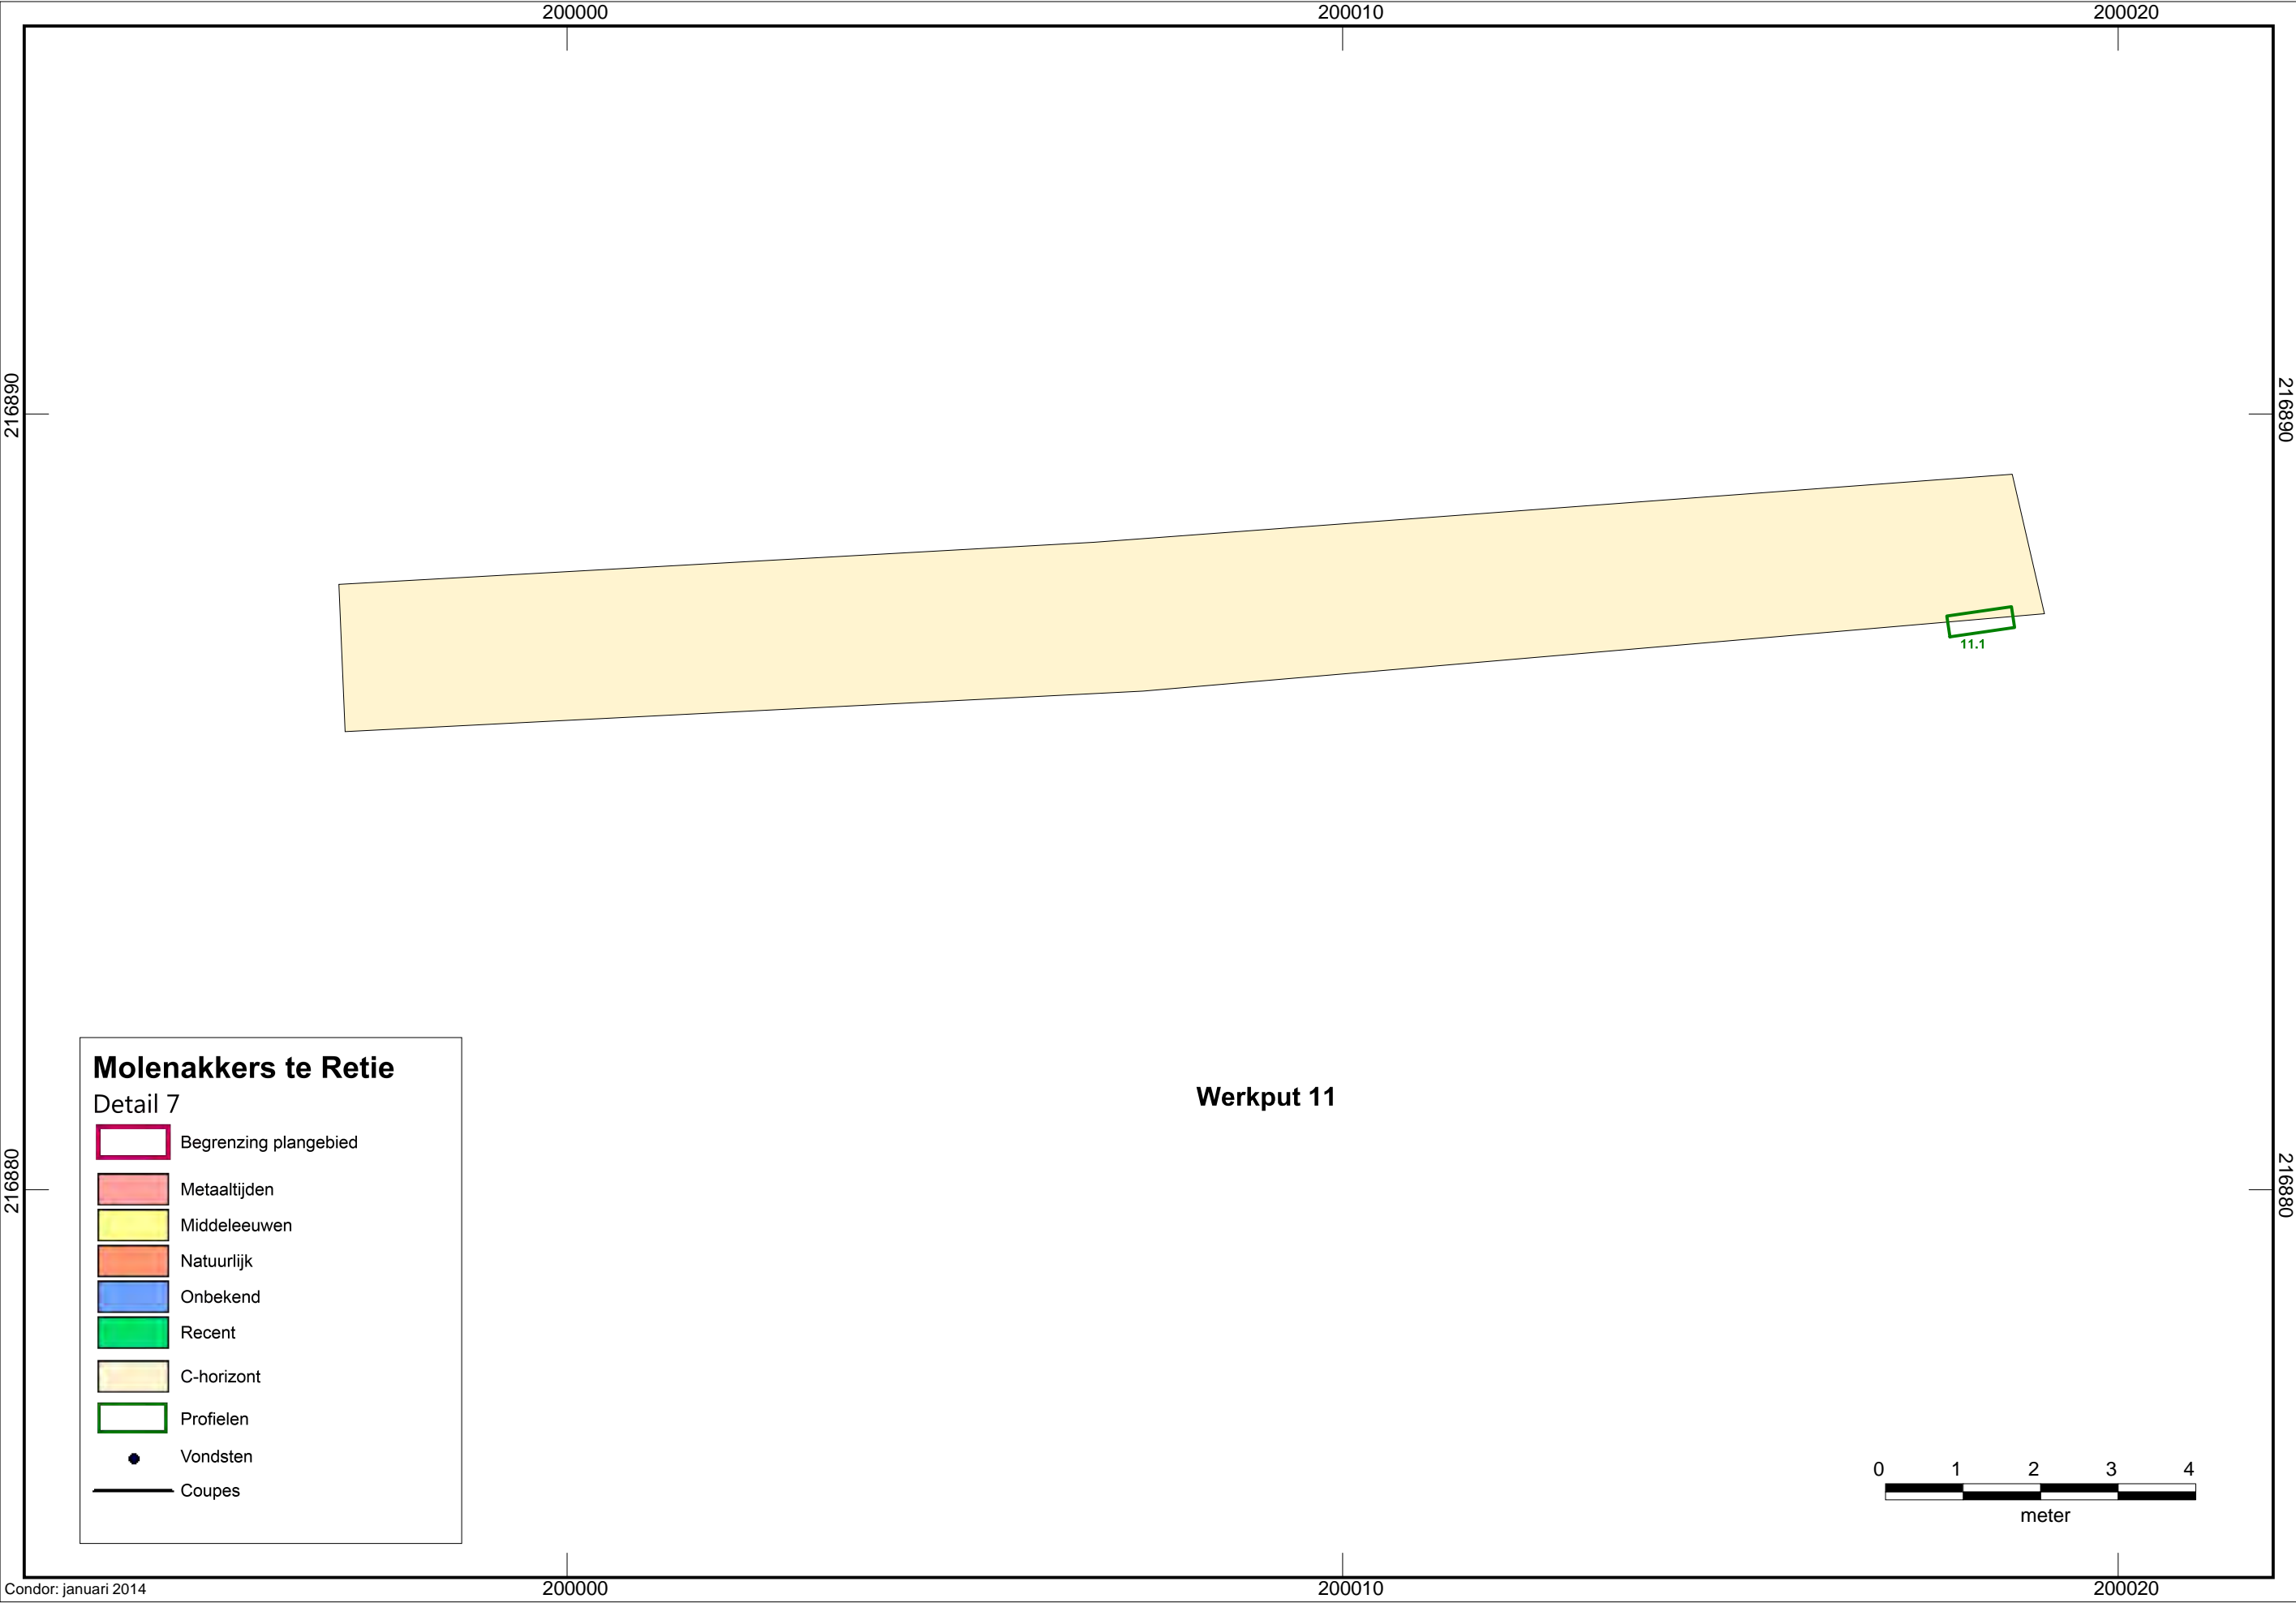 200000
200010
200020
216890
216890
11.1
Molenakkers te Retie
Detail 7
Begrenzing plangebied
Metaaltijden
Middeleeuwen
Natuurlijk
Onbekend
Recent
C-horizont
Profielen
Vondsten
Coupes
Werkput 11
216880
216880
0 1 2 3 4
meter
Condor: januari 2014
200000
200010
200020